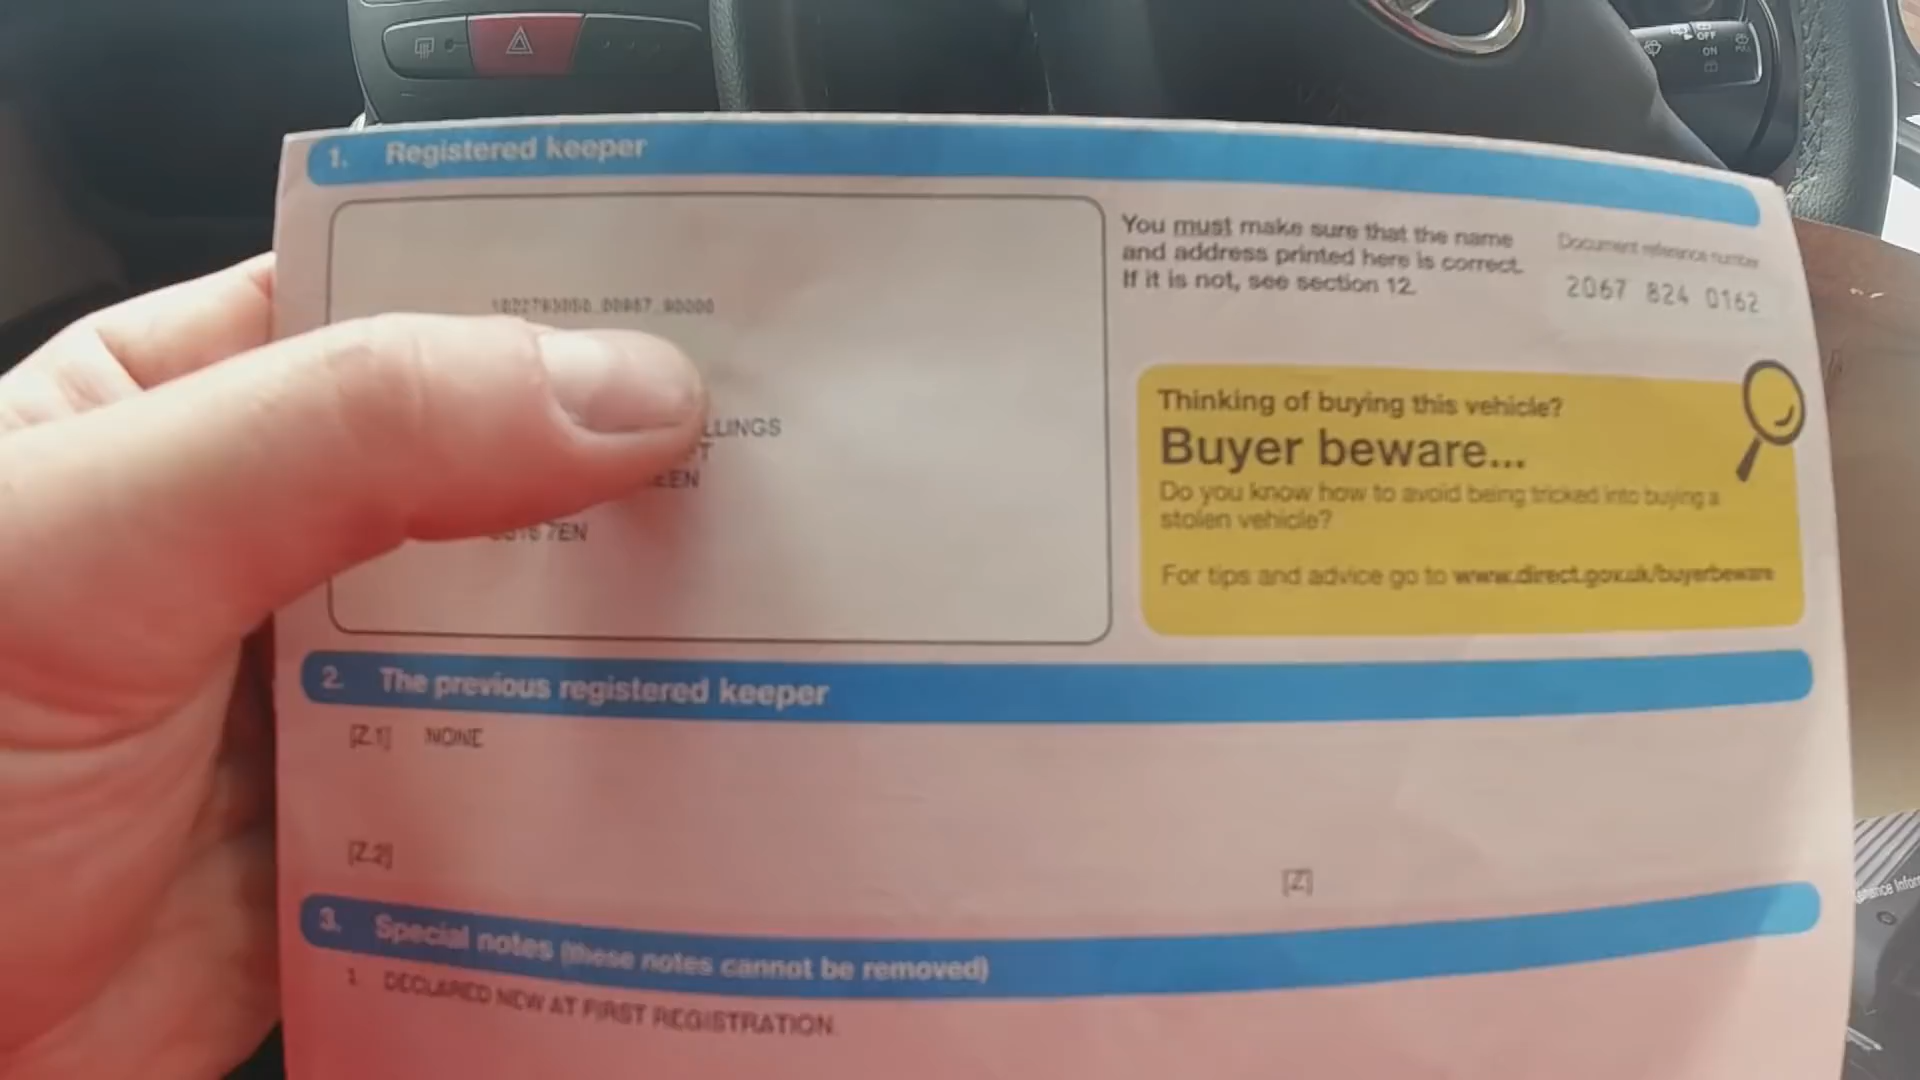 OFF
ON
1. Registered keeper
You must make sure that the name
and address printed here is correct.
If it is not, see section 12.
Document reference number
2067 824 0162
LLINGS
EEN
7EN
Thinking of buying this vehicle?
Buyer beware...
Do you know how to avoid being tricked into buying a
stolen vehicle?
For tips and advice go to www.direct.gov.uk/buyerbeware
2. The previous registered keeper
[Z.1] NONE
[Z.2]
[Z]
3. Special notes (these notes cannot be removed)
1. DECLARED NEW AT FIRST REGISTRATION.